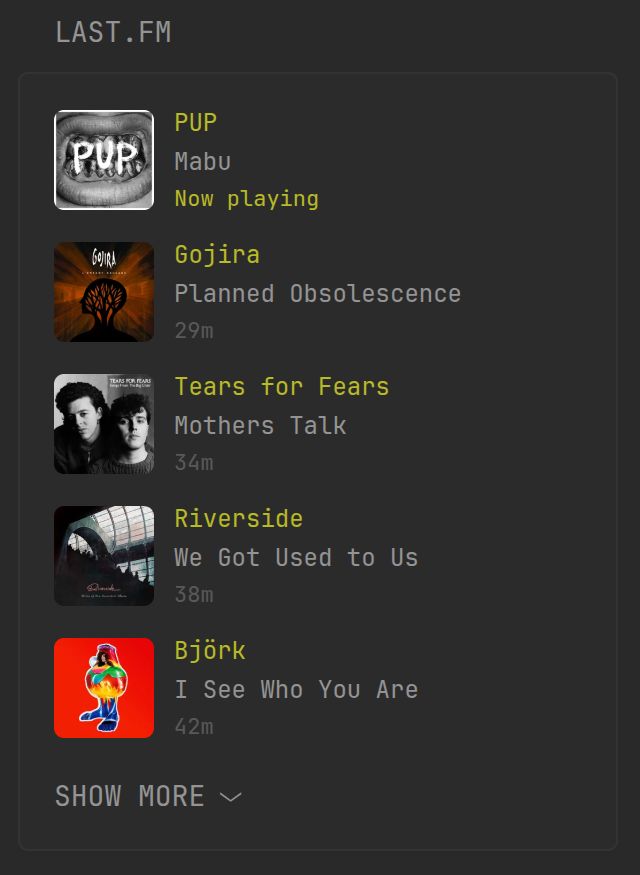 LAST.FM
PUP
PUP
Mabu
Now playing
GOJIRA
L'ENFANT SAUVAGE
Gojira
Planned Obsolescence
29m
TEARS FOR FEARS
Songs From The Big Chair
Tears for Fears
Mothers Talk
34m
Riverside
Riverside
We Got Used to Us
38m
Björk
I See Who You Are
42m
SHOW MORE